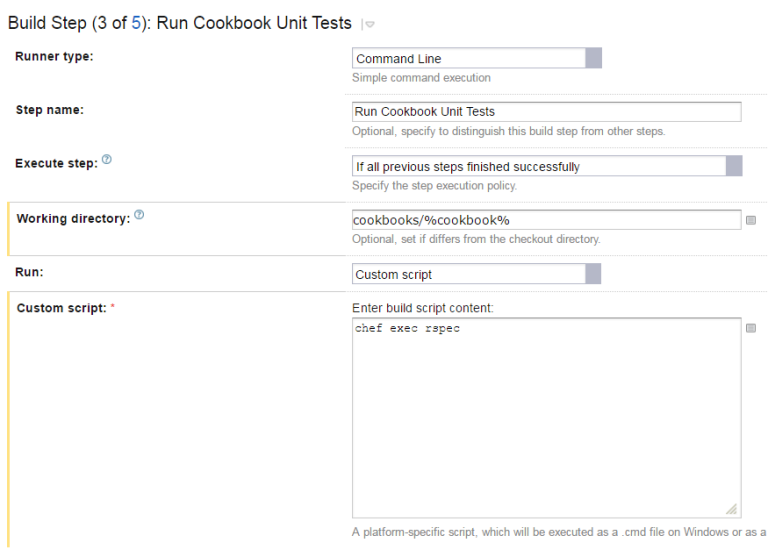 Build Step (3 of 5): Run Cookbook Unit Tests
Runner type:
Command Line
Simple command execution
Step name:
Run Cookbook Unit Tests
Optional, specify to distinguish this build step from other steps.
Execute step: ?
If all previous steps finished successfully
Specify the step execution policy.
Working directory: ?
cookbooks/%cookbook%
Optional, set if differs from the checkout directory.
Run:
Custom script
Custom script: *
Enter build script content:
chef exec rspec
A platform-specific script, which will be executed as a .cmd file on Windows or as a